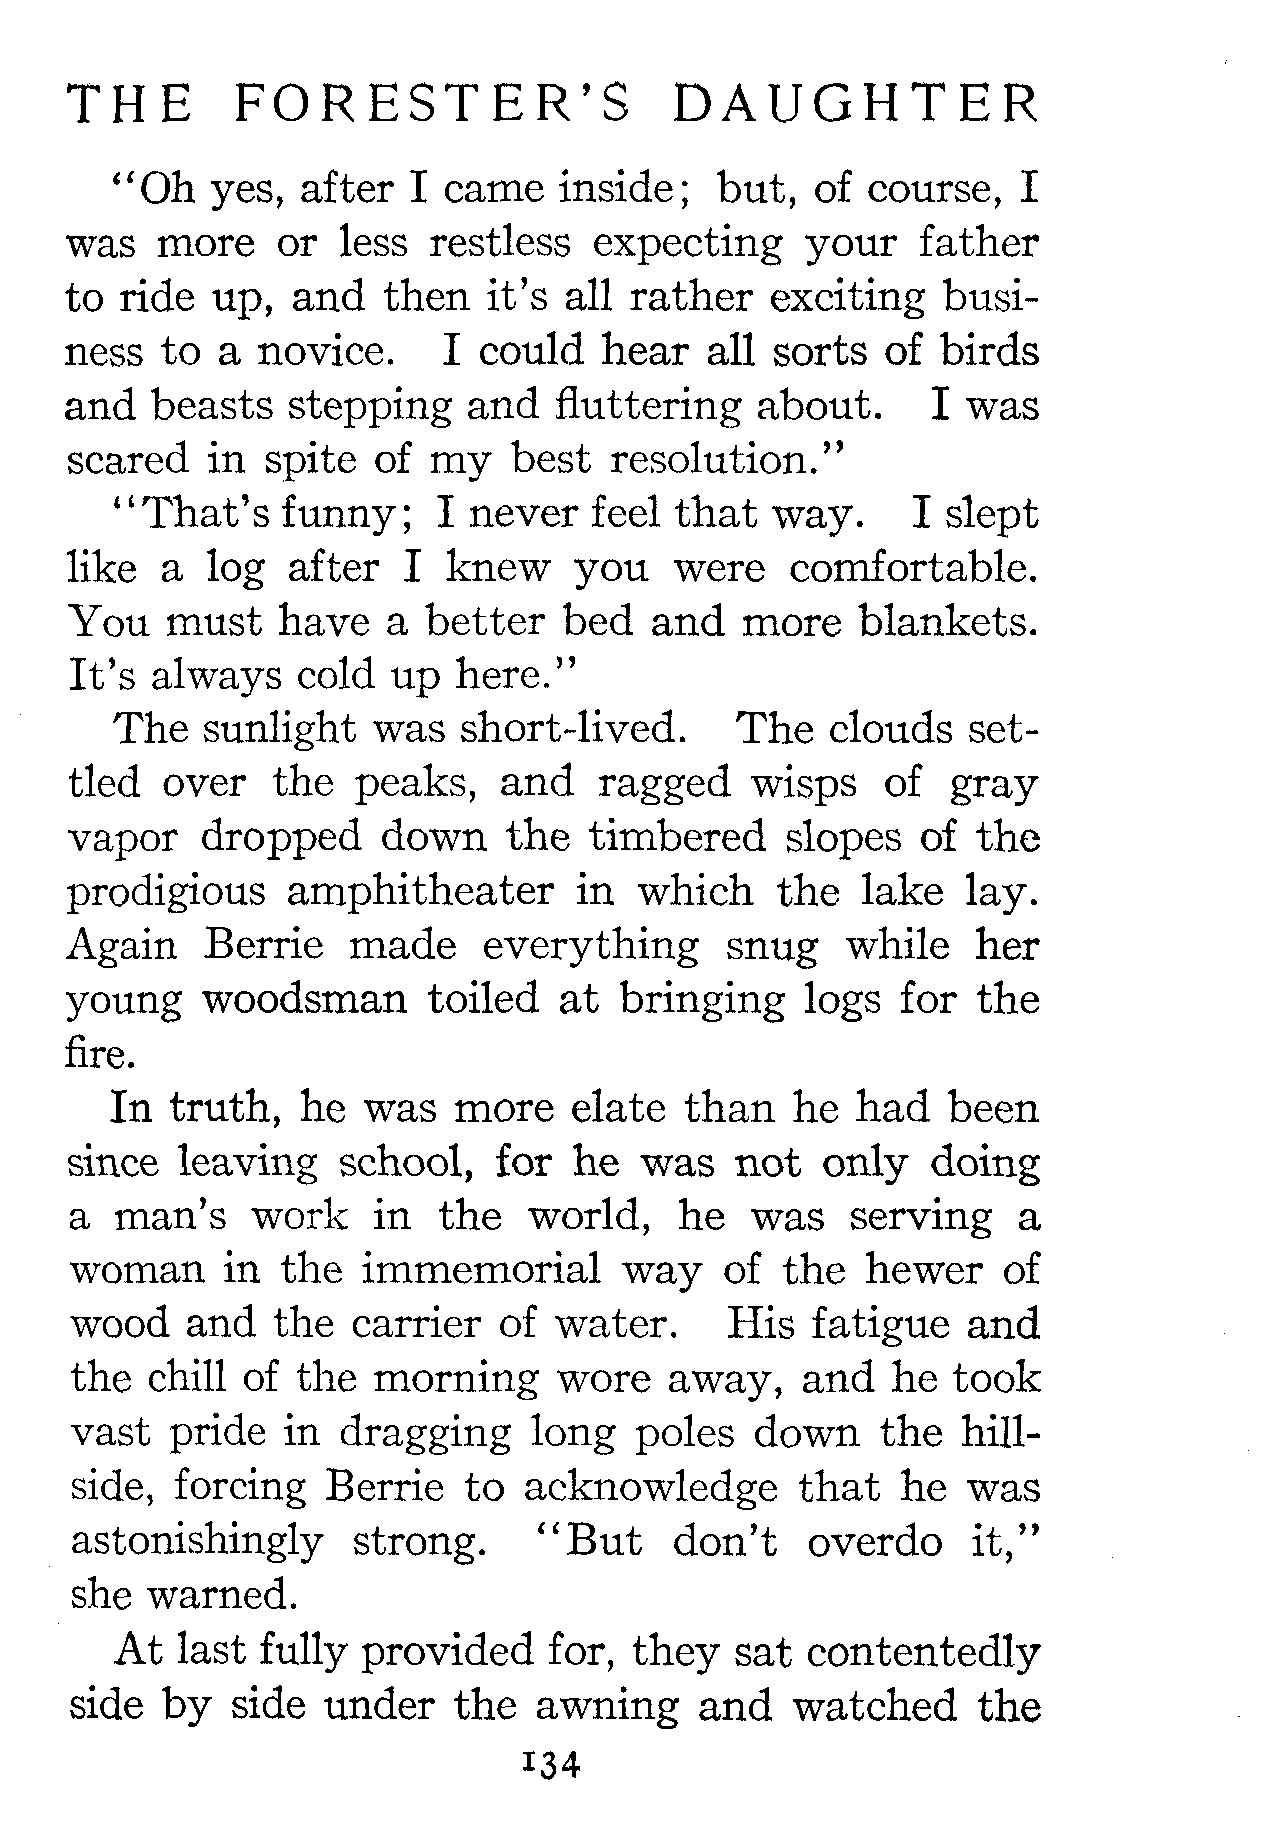 THE FORESTER'S DAUGHTER
"Oh yes, after I came inside; but, of course, I
was more or less restless expecting your father
to ride up, and then it's all rather exciting busi-
ness to a novice. I could hear all sorts of birds
and beasts stepping and fluttering about. I was
scared in spite of my best resolution."
"That's funny; I never feel that way. I slept
like a log after I knew you were comfortable.
You must have a better bed and more blankets.
It's always cold up here."
The sunlight was short-lived. The clouds set-
tled over the peaks, and ragged wisps of gray
vapor dropped down the timbered slopes of the
prodigious amphitheater in which the lake lay.
Again Berrie made everything snug while her
young woodsman toiled at bringing logs for the
fire.
In truth, he was more elate than he had been
since leaving school, for he was not only doing
a man's work in the world, he was serving a
woman in the immemorial way of the hewer of
wood and the carrier of water. His fatigue and
the chill of the morning wore away, and he took
vast pride in dragging long poles down the hill-
side, forcing Berrie to acknowledge that he was
astonishingly strong. "But don't overdo it,"
she warned.
At last fully provided for, they sat contentedly
side by side under the awning and watched the
134